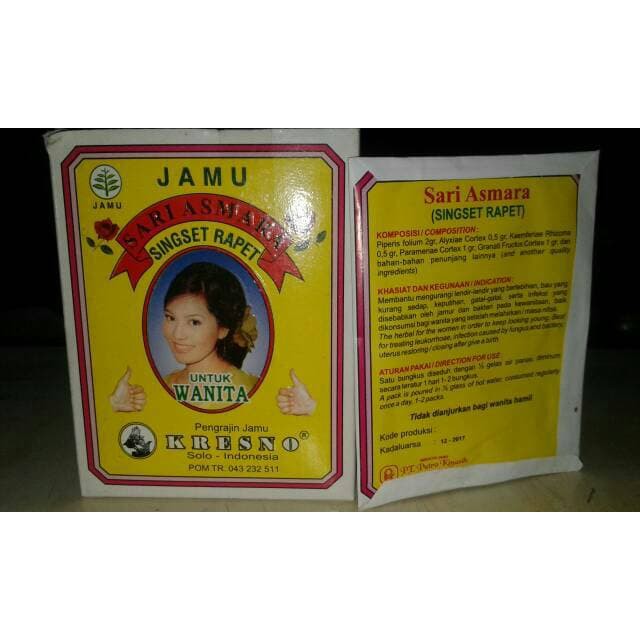 JAMU
JAMU
SARI ASMARA
SINGSET RAPET
UNTUK
WANITA
Pengrajin Jamu
KRESNO®
Solo - Indonesia
POM TR. 043 232 511
Sari Asmara
(SINGSET RAPET)
KOMPOSISI / COMPOSITION :
Piperis folium 2gr, Alyxiae Cortex 0,5 gr, Kaemferiae Rhizoma
0,5 gr, Parameriae Cortex 1 gr, Granati Fructus Cortex 1 gr, dan
bahan-bahan penunjang lainnya (and another quality
ingredients)
KHASIAT DAN KEGUNAAN / INDICATION :
Membantu mengurangi lendir-lendir yang berlebihan, bau yang
kurang sedap, keputihan, gatal-gatal, serta infeksi yang
disebabkan oleh jamur dan bakteri pada kewanitaan, baik
dikonsumsi bagi wanita yang setelah melahirkan / masa nifas.
The herbal for the women in order to keep looking young, Best
for treating leukorrhose, infection caused by fungus and bactery,
uterus restoring / closing after give a birth
ATURAN PAKAI / DIRECTION FOR USE :
Satu bungkus diseduh dengan ½ gelas air panas, diminum
secara teratur 1 hari 1-2 bungkus.
A pack is poured in ½ glass of hot water, consumed regularly
once a day, 1-2 packs.
Tidak dianjurkan bagi wanita hamil
Kode produksi :
Kadaluarsa : 12 - 2017